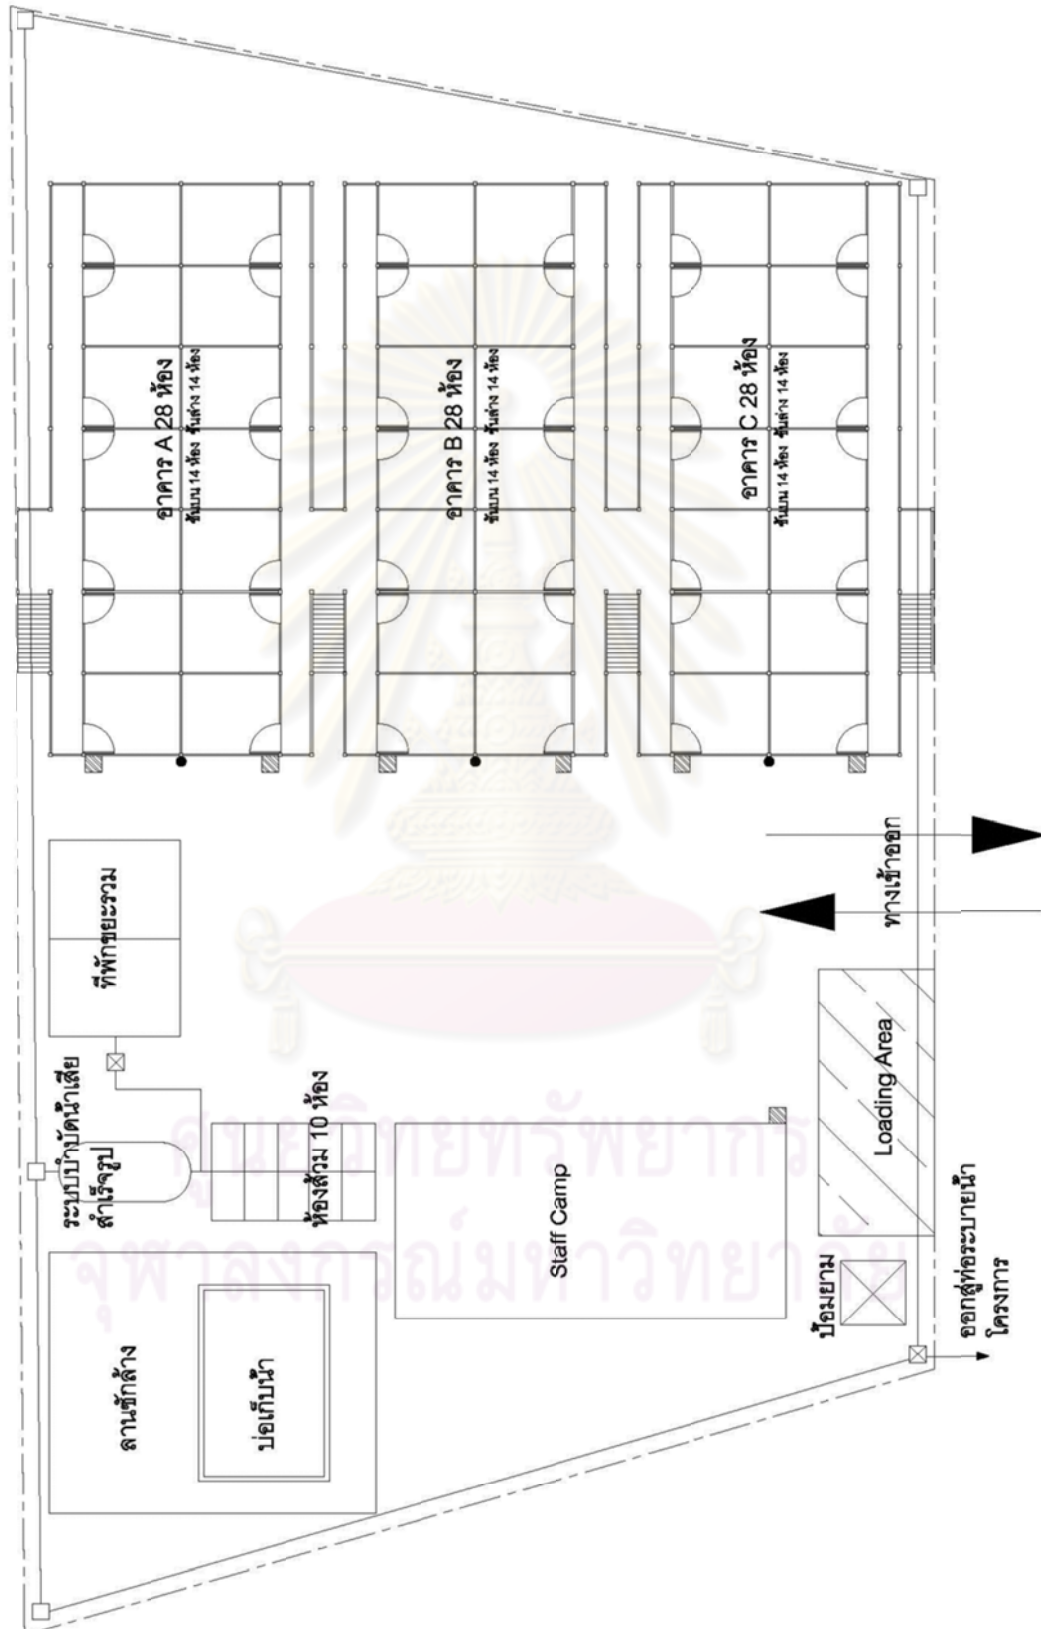 อาคาร A 28 ห้อง
ชั้นบน 14 ห้อง ชั้นล่าง 14 ห้อง
อาคาร B 28 ห้อง
ชั้นบน 14 ห้อง ชั้นล่าง 14 ห้อง
อาคาร C 28 ห้อง
ชั้นบน 14 ห้อง ชั้นล่าง 14 ห้อง
ที่พักขยะรวม
ทางเข้าออก
ระบบบำบัดน้ำเสีย
สำเร็จรูป
ห้องส้วม 10 ห้อง
Staff Camp
Loading Area
ลานซักล้าง
บ่อเก็บน้ำ
ป้อมยาม
ออกสู่ท่อระบายน้ำ
โครงการ
ศูนย์วิทยทรัพยากร
จุฬาลงกรณ์มหาวิทยาลัย